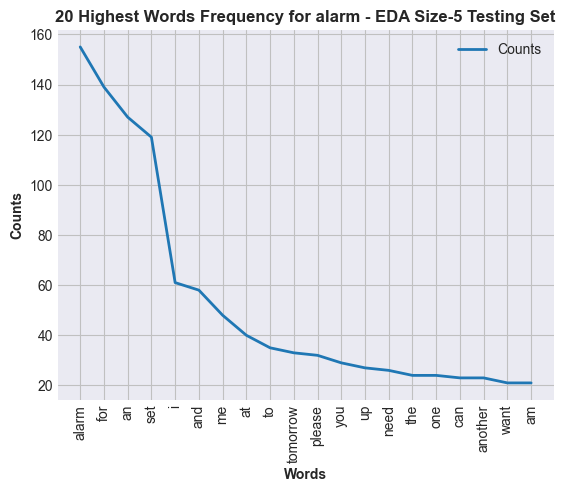 20 Highest Words Frequency for alarm - EDA Size-5 Testing Set
Counts
160
140
120
100
80
60
40
20
Counts
alarm
for
an
set
i
and
me
at
to
tomorrow
please
you
up
need
the
one
can
another
want
am
Words